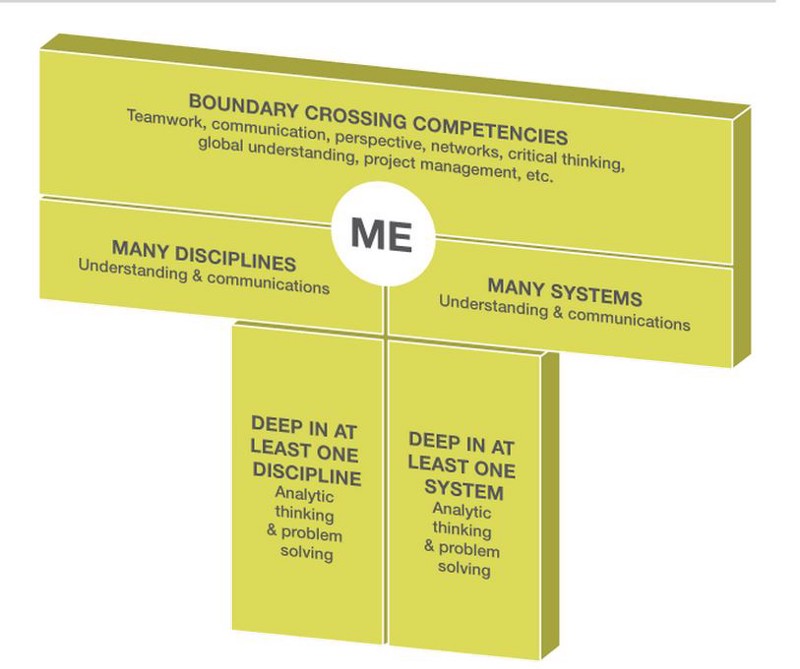 BOUNDARY CROSSING COMPETENCIES
Teamwork, communication, perspective, networks, critical thinking,
global understanding, project management, etc.
ME
MANY DISCIPLINES
Understanding & communications
MANY SYSTEMS
Understanding & communications
DEEP IN AT
LEAST ONE
DISCIPLINE
Analytic
thinking
& problem
solving
DEEP IN AT
LEAST ONE
SYSTEM
Analytic
thinking
& problem
solving